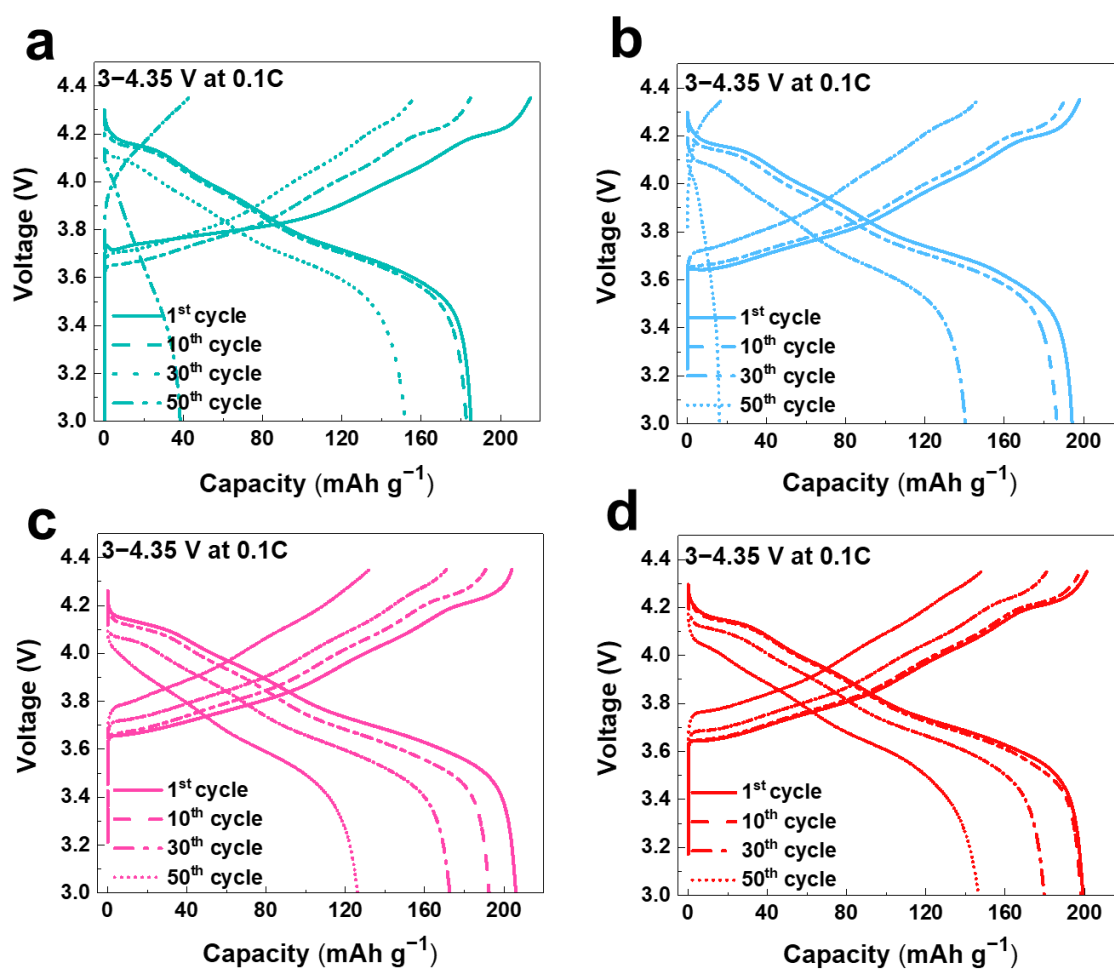 a
3−4.35 V at 0.1C
4.4
4.2
4.0
3.8
3.6
3.4
3.2
3.0
Voltage (V)
1st cycle
10th cycle
30th cycle
50th cycle
0 40 80 120 160 200
Capacity (mAh g−1)
b
3−4.35 V at 0.1C
4.4
4.2
4.0
3.8
3.6
3.4
3.2
3.0
Voltage (V)
1st cycle
10th cycle
30th cycle
50th cycle
0 40 80 120 160 200
Capacity (mAh g−1)
c
3−4.35 V at 0.1C
4.4
4.2
4.0
3.8
3.6
3.4
3.2
3.0
Voltage (V)
1st cycle
10th cycle
30th cycle
50th cycle
0 40 80 120 160 200
Capacity (mAh g−1)
d
3−4.35 V at 0.1C
4.4
4.2
4.0
3.8
3.6
3.4
3.2
3.0
Voltage (V)
1st cycle
10th cycle
30th cycle
50th cycle
0 40 80 120 160 200
Capacity (mAh g−1)